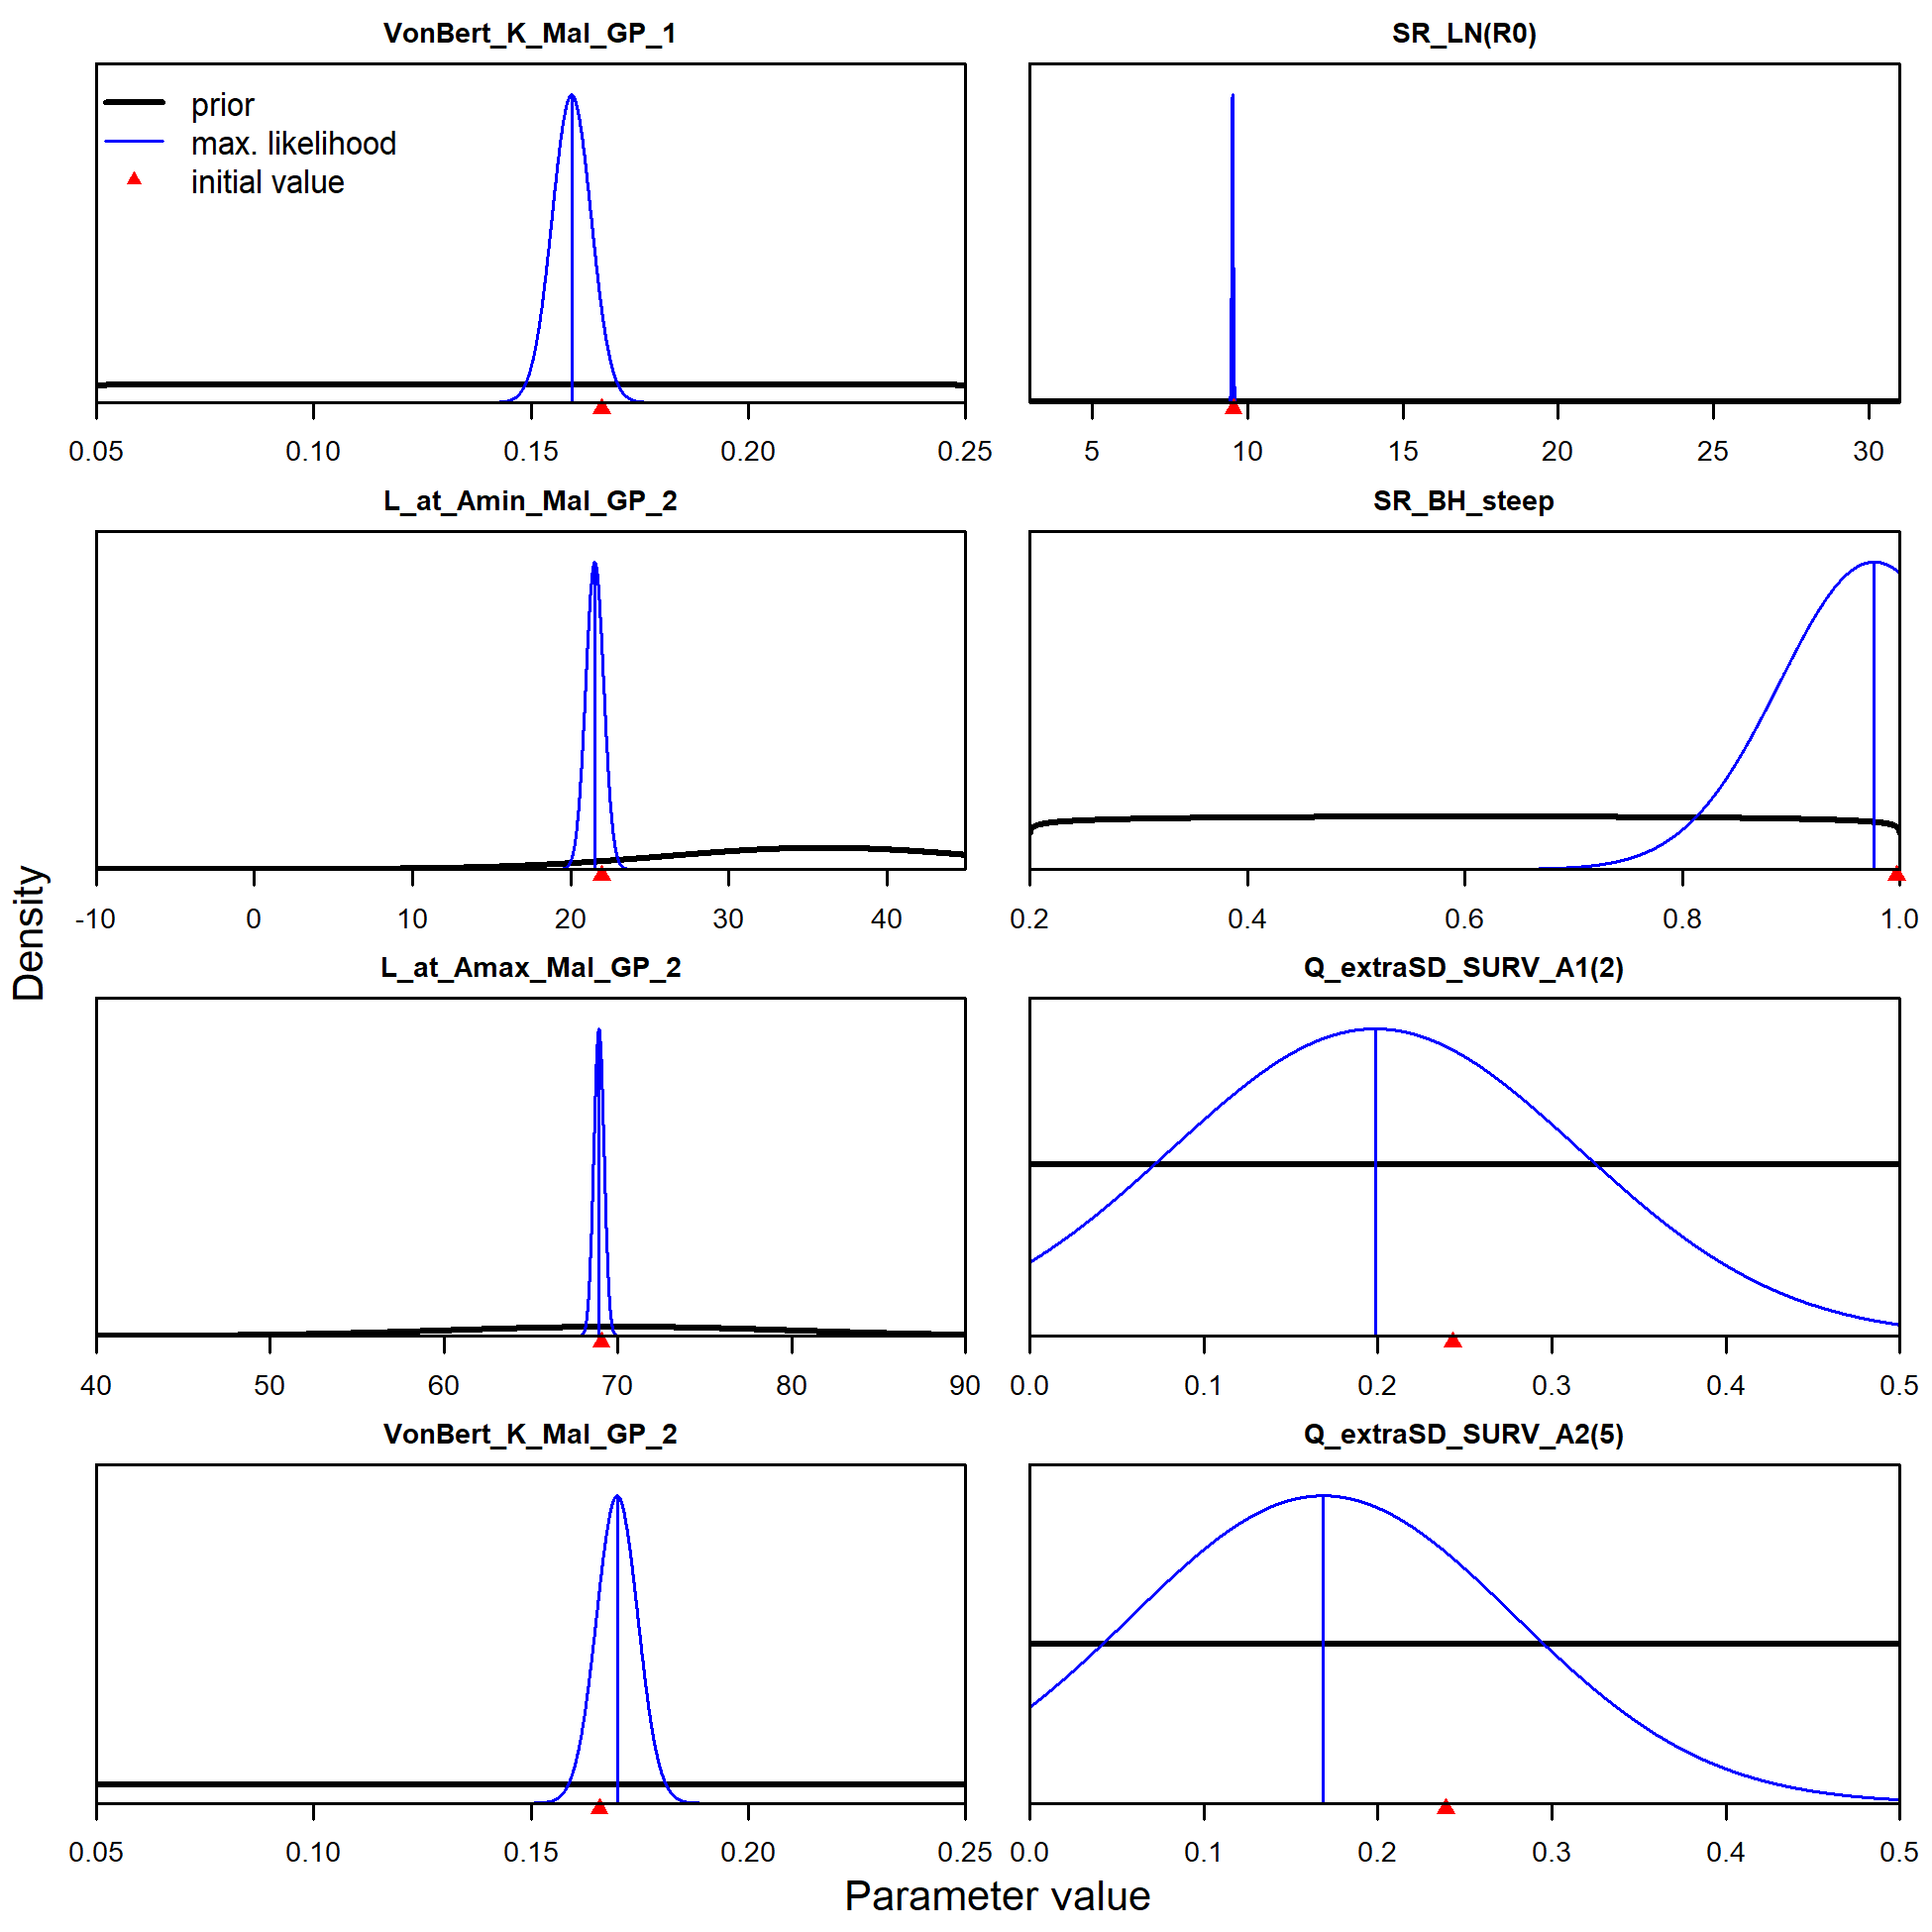 VonBert_K_Mal_GP_1
prior
max. likelihood
initial value
0.05 0.10 0.15 0.20 0.25
SR_LN(R0)
5 10 15 20 25 30
L_at_Amin_Mal_GP_2
-10 0 10 20 30 40
SR_BH_steep
0.2 0.4 0.6 0.8 1.0
Density
L_at_Amax_Mal_GP_2
40 50 60 70 80 90
Q_extraSD_SURV_A1(2)
0.0 0.1 0.2 0.3 0.4 0.5
VonBert_K_Mal_GP_2
0.05 0.10 0.15 0.20 0.25
Q_extraSD_SURV_A2(5)
0.0 0.1 0.2 0.3 0.4 0.5
Parameter value